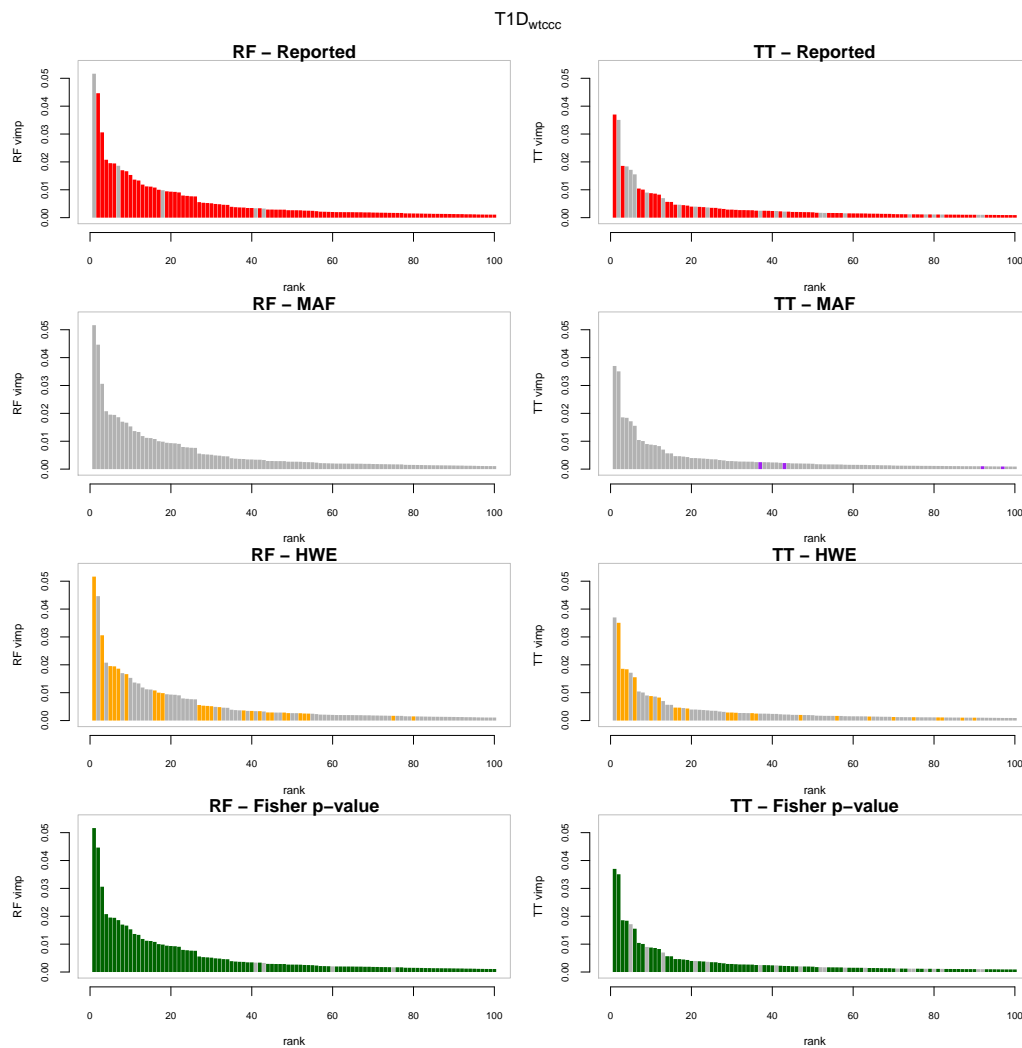 T1Dwtccc
RF − Reported
RF vimp
0.00 0.01 0.02 0.03 0.04 0.05
0 20 40 60 80 100
rank
TT − Reported
TT vimp
0.00 0.01 0.02 0.03 0.04 0.05
0 20 40 60 80 100
rank
RF − MAF
RF vimp
0.00 0.01 0.02 0.03 0.04 0.05
0 20 40 60 80 100
rank
TT − MAF
TT vimp
0.00 0.01 0.02 0.03 0.04 0.05
0 20 40 60 80 100
rank
RF − HWE
RF vimp
0.00 0.01 0.02 0.03 0.04 0.05
0 20 40 60 80 100
rank
TT − HWE
TT vimp
0.00 0.01 0.02 0.03 0.04 0.05
0 20 40 60 80 100
rank
RF − Fisher p−value
RF vimp
0.00 0.01 0.02 0.03 0.04 0.05
0 20 40 60 80 100
rank
TT − Fisher p−value
TT vimp
0.00 0.01 0.02 0.03 0.04 0.05
0 20 40 60 80 100
rank